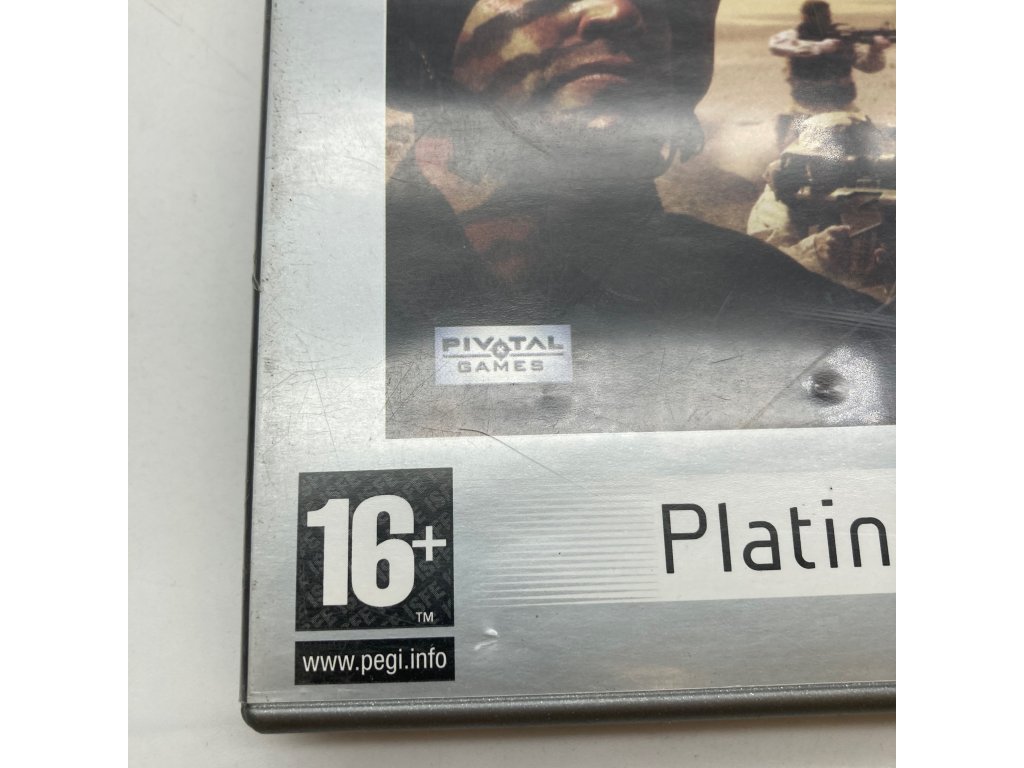 PIVOTAL
GAMES
16+
™
Platin
www.pegi.info